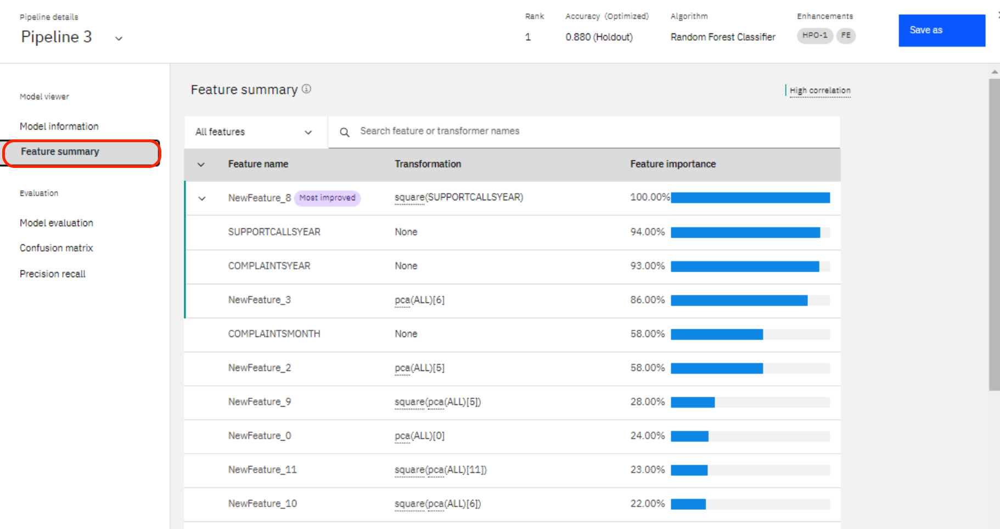 Pipeline details
Pipeline 3
Rank
1
Accuracy (Optimized)
0.880 (Holdout)
Algorithm
Random Forest Classifier
Enhancements
HPO-1 FE
Save as
Model viewer
Model information
Feature summary
Evaluation
Model evaluation
Confusion matrix
Precision recall
Feature summary
High correlation
All features
Search feature or transformer names
Feature name Transformation Feature importance
NewFeature_8 Most improved square(SUPPORTCALLSYEAR) 100.00%
SUPPORTCALLSYEAR None 94.00%
COMPLAINTSYEAR None 93.00%
NewFeature_3 pca(ALL)[6] 86.00%
COMPLAINTSMONTH None 58.00%
NewFeature_2 pca(ALL)[5] 58.00%
NewFeature_9 square(pca(ALL)[5]) 28.00%
NewFeature_0 pca(ALL)[0] 24.00%
NewFeature_11 square(pca(ALL)[11]) 23.00%
NewFeature_10 square(pca(ALL)[6]) 22.00%